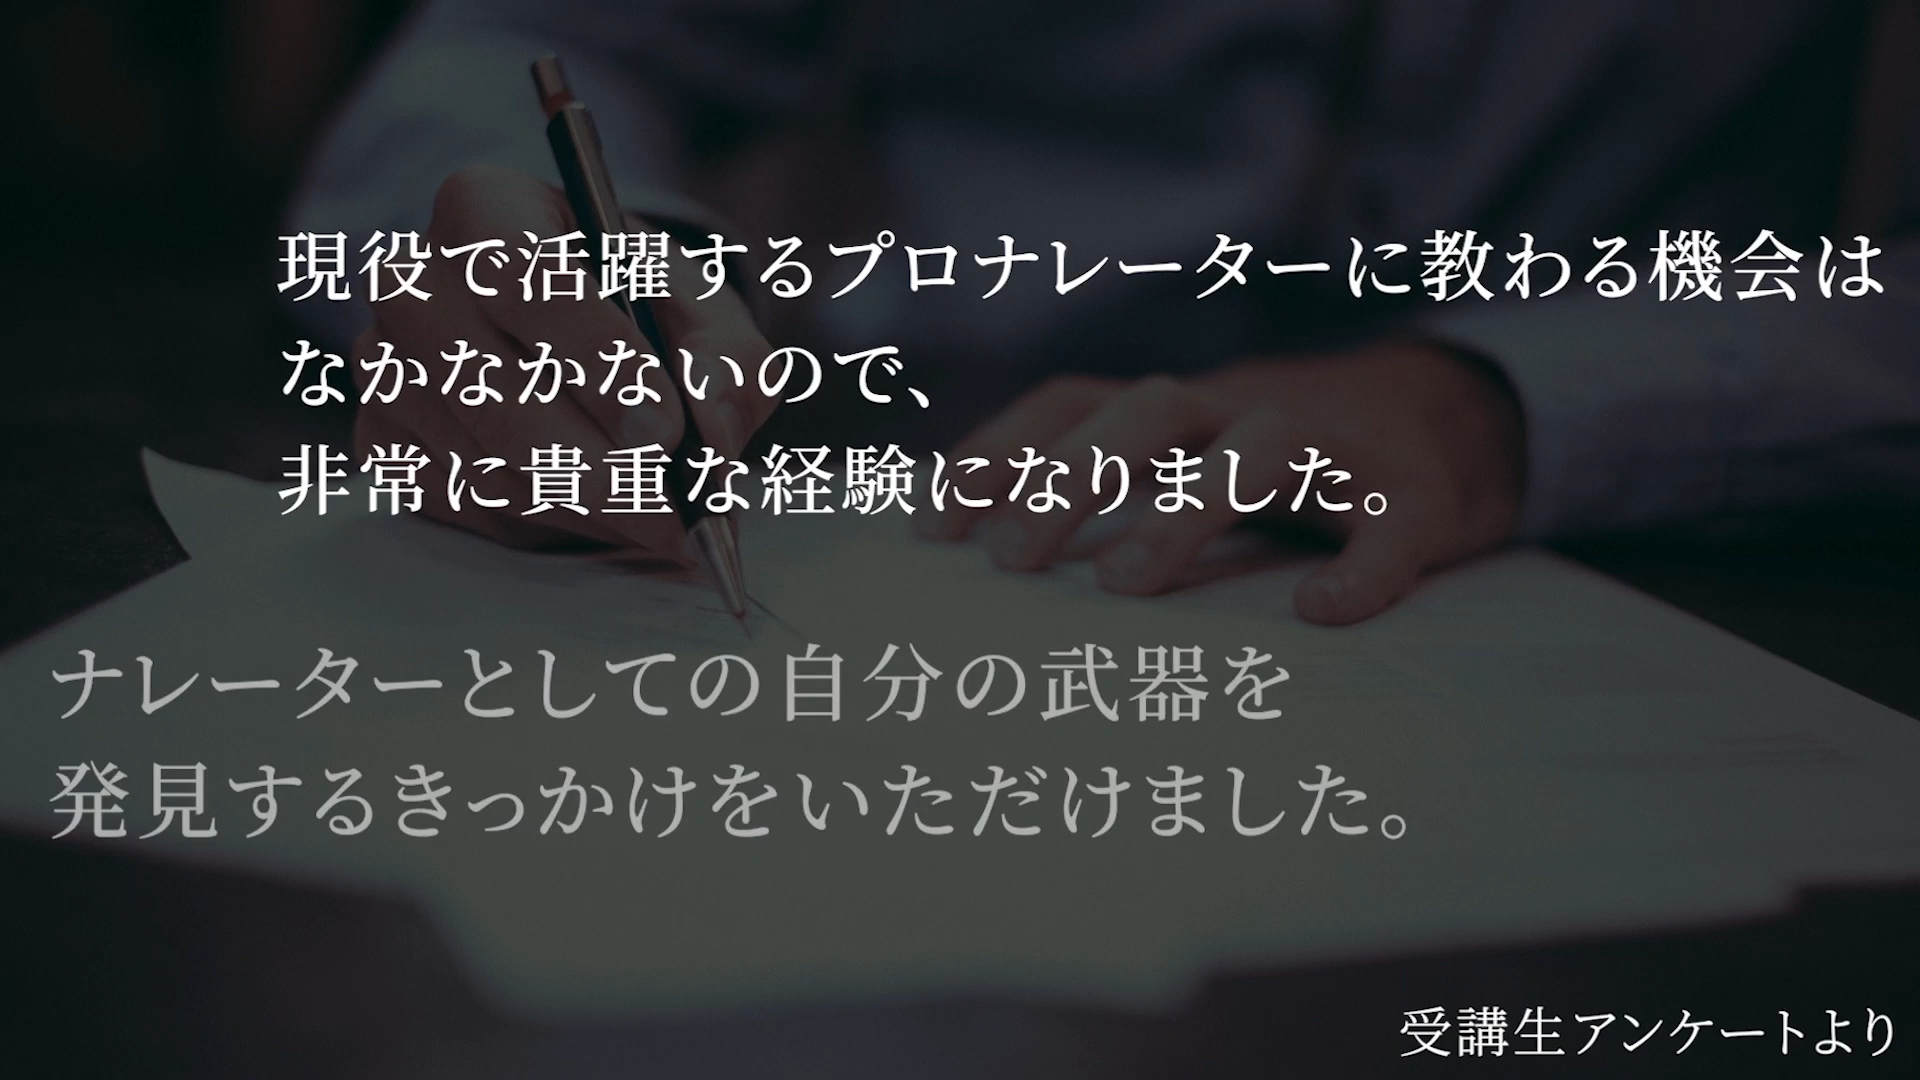 現役で活躍するプロナレーターに教わる機会は
なかなかないので、
非常に貴重な経験になりました。
ナレーターとしての自分の武器を
発見するきっかけをいただけました。
受講生アンケートより